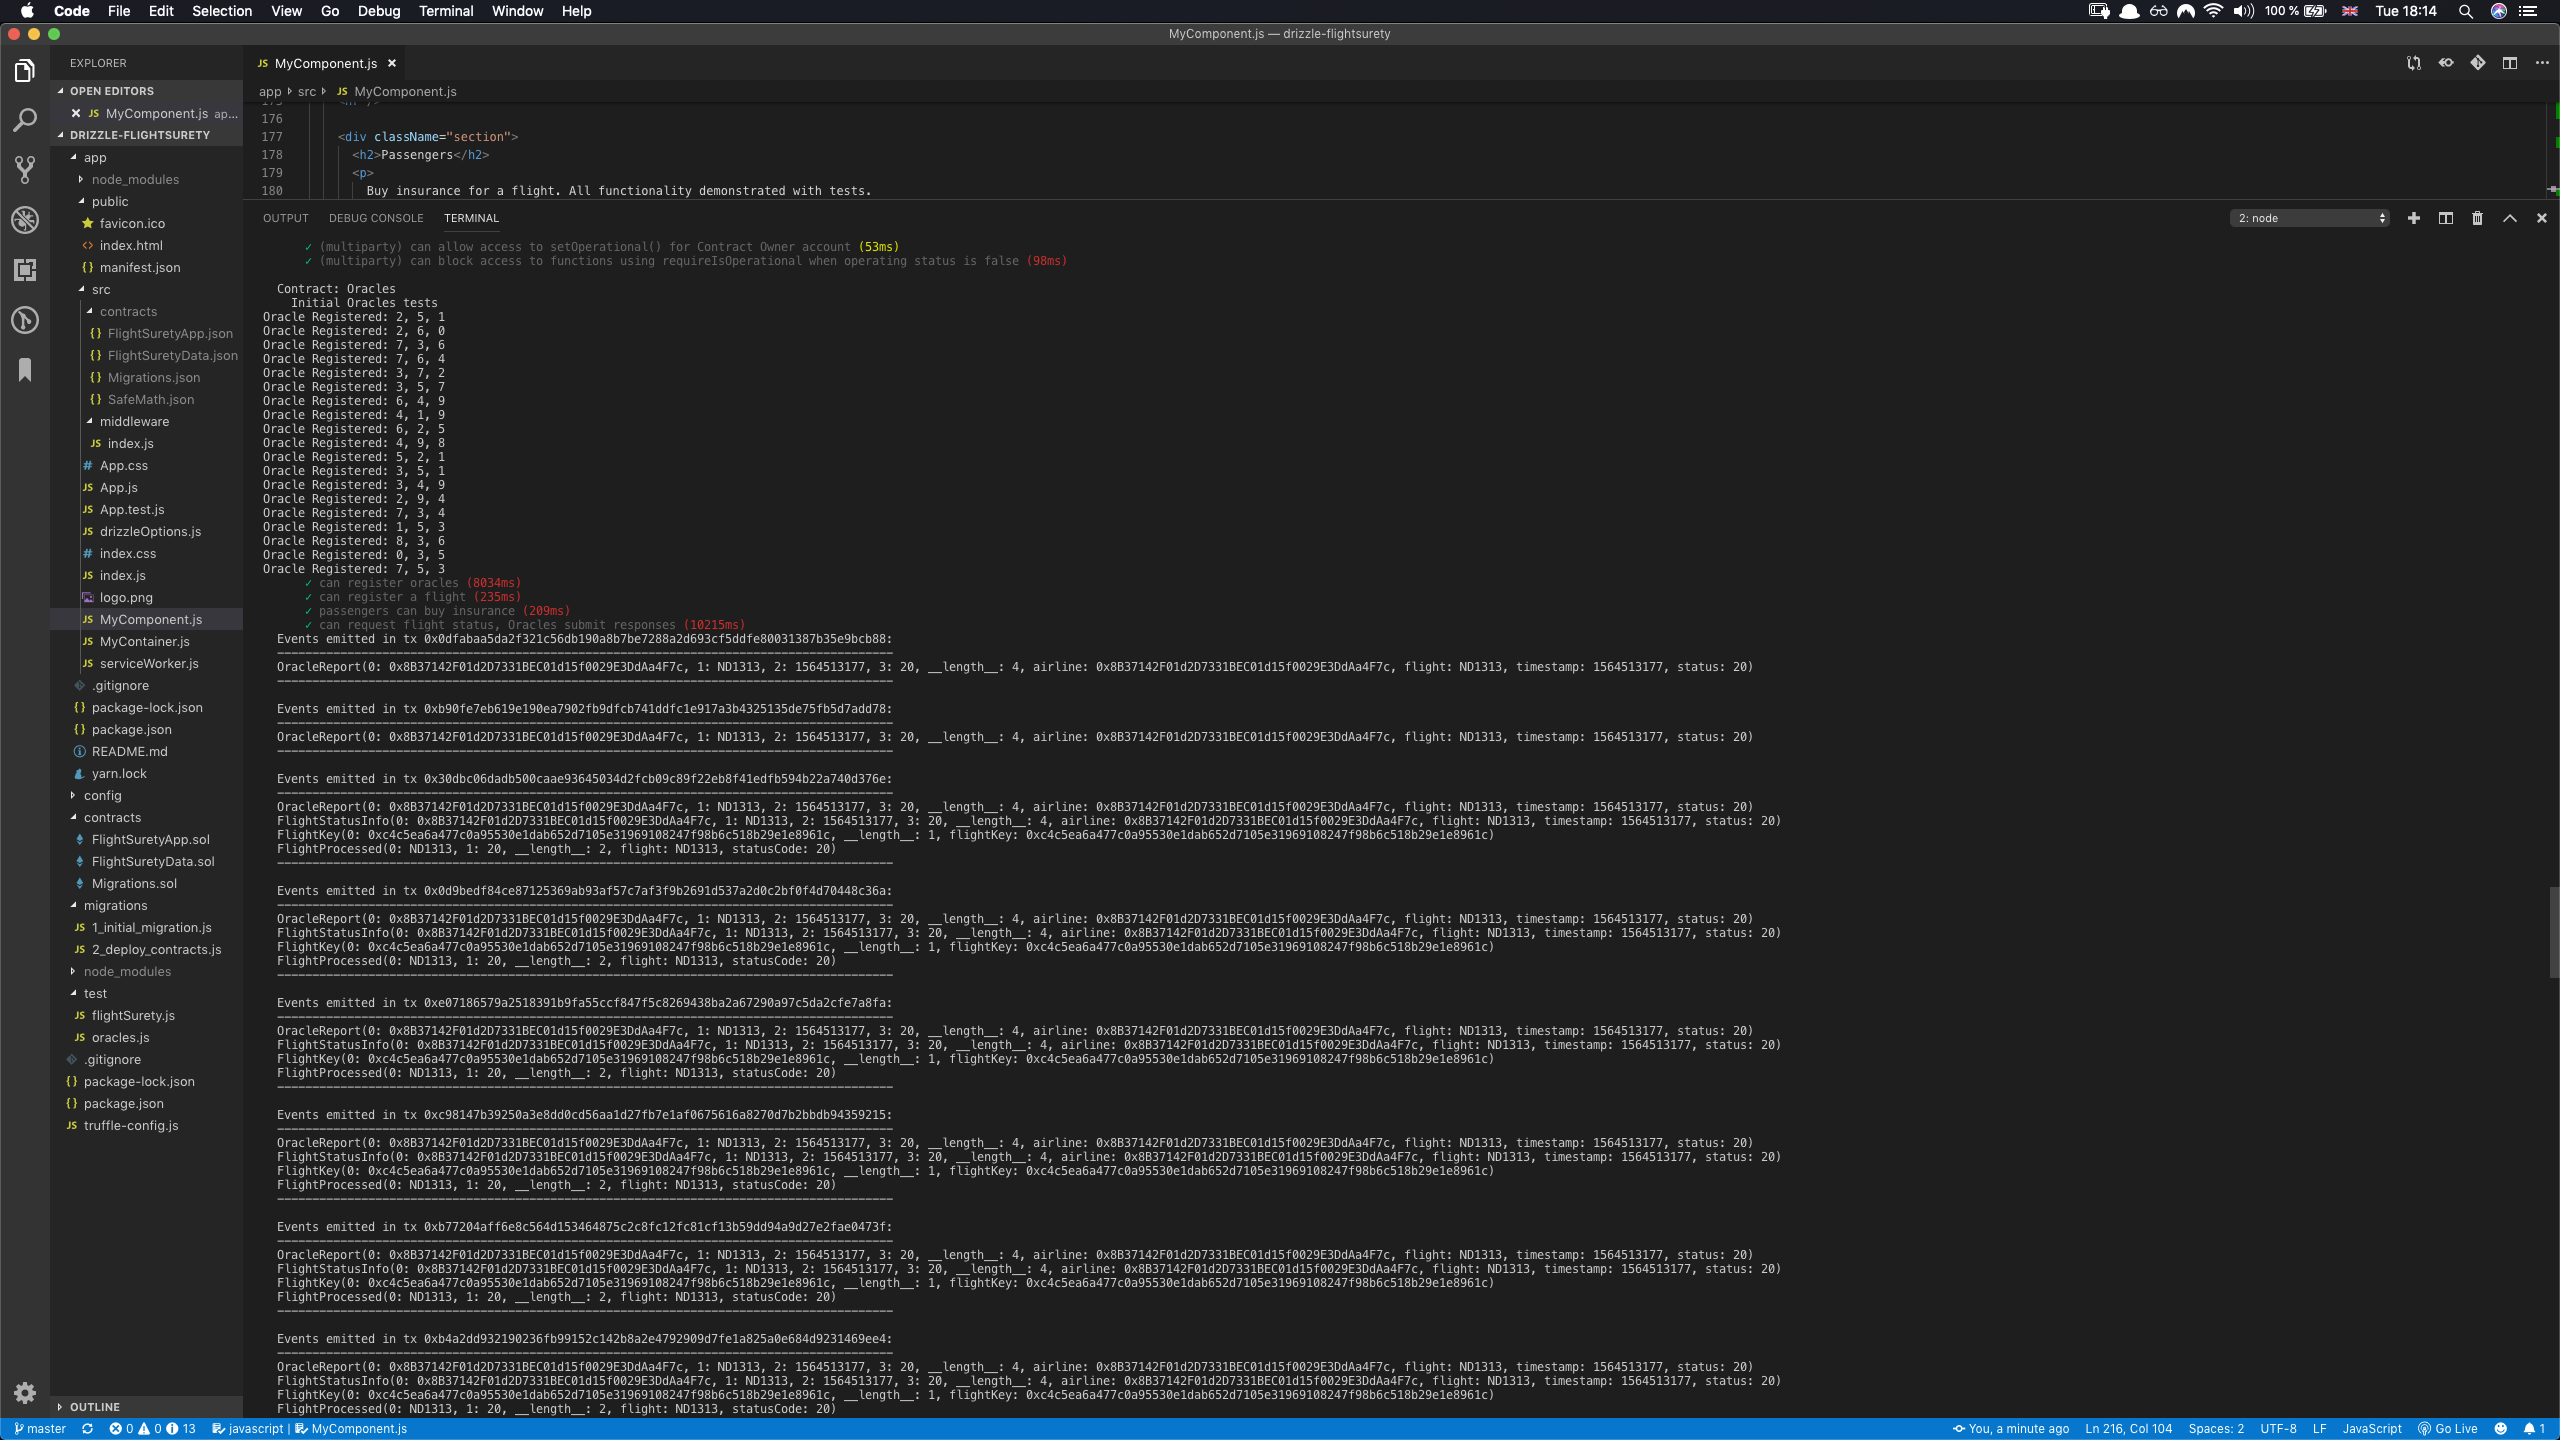 Code File Edit Selection View Go Debug Terminal Window Help 100 % Tue 18:14
MyComponent.js — drizzle-flightsurety
EXPLORER
OPEN EDITORS
MyComponent.js ap...
DRIZZLE-FLIGHTSURETY
app
node_modules
public
favicon.ico
index.html
manifest.json
src
contracts
FlightSuretyApp.json
FlightSuretyData.json
Migrations.json
SafeMath.json
middleware
index.js
App.css
App.js
App.test.js
drizzleOptions.js
index.css
index.js
logo.png
MyComponent.js
MyContainer.js
serviceWorker.js
.gitignore
package-lock.json
package.json
README.md
yarn.lock
config
contracts
FlightSuretyApp.sol
FlightSuretyData.sol
Migrations.sol
migrations
1_initial_migration.js
2_deploy_contracts.js
node_modules
test
flightSurety.js
oracles.js
.gitignore
package-lock.json
package.json
truffle-config.js
OUTLINE
JS MyComponent.js
app src JS MyComponent.js
176
177 <div className="section">
178 <h2>Passengers</h2>
179 <p>
180 Buy insurance for a flight. All functionality demonstrated with tests.
OUTPUT DEBUG CONSOLE TERMINAL 2: node
✓ (multiparty) can allow access to setOperational() for Contract Owner account (53ms)
✓ (multiparty) can block access to functions using requireIsOperational when operating status is false (98ms)
Contract: Oracles
Initial Oracles tests
Oracle Registered: 2, 5, 1
Oracle Registered: 2, 6, 0
Oracle Registered: 7, 3, 6
Oracle Registered: 7, 6, 4
Oracle Registered: 3, 7, 2
Oracle Registered: 3, 5, 7
Oracle Registered: 6, 4, 9
Oracle Registered: 4, 1, 9
Oracle Registered: 6, 2, 5
Oracle Registered: 4, 9, 8
Oracle Registered: 5, 2, 1
Oracle Registered: 3, 5, 1
Oracle Registered: 3, 4, 9
Oracle Registered: 2, 9, 4
Oracle Registered: 7, 3, 4
Oracle Registered: 1, 5, 3
Oracle Registered: 8, 3, 6
Oracle Registered: 0, 3, 5
Oracle Registered: 7, 5, 3
✓ can register oracles (8034ms)
✓ can register a flight (235ms)
✓ passengers can buy insurance (209ms)
✓ can request flight status, Oracles submit responses (10215ms)
Events emitted in tx 0x0dfabaa5da2f321c56db190a8b7be7288a2d693cf5ddfe80031387b35e9bcb88:
OracleReport(0: 0x8B37142F01d2D7331BEC01d15f0029E3DdAa4F7c, 1: ND1313, 2: 1564513177, 3: 20, __length__: 4, airline: 0x8B37142F01d2D7331BEC01d15f0029E3DdAa4F7c, flight: ND1313, timestamp: 1564513177, status: 20)
Events emitted in tx 0xb90fe7eb619e190ea7902fb9dfcb741ddfc1e917a3b4325135de75fb5d7add78:
OracleReport(0: 0x8B37142F01d2D7331BEC01d15f0029E3DdAa4F7c, 1: ND1313, 2: 1564513177, 3: 20, __length__: 4, airline: 0x8B37142F01d2D7331BEC01d15f0029E3DdAa4F7c, flight: ND1313, timestamp: 1564513177, status: 20)
Events emitted in tx 0x30dbc06dadb500caae93645034d2fcb09c89f22eb8f41edfb594b22a740d376e:
OracleReport(0: 0x8B37142F01d2D7331BEC01d15f0029E3DdAa4F7c, 1: ND1313, 2: 1564513177, 3: 20, __length__: 4, airline: 0x8B37142F01d2D7331BEC01d15f0029E3DdAa4F7c, flight: ND1313, timestamp: 1564513177, status: 20)
FlightStatusInfo(0: 0x8B37142F01d2D7331BEC01d15f0029E3DdAa4F7c, 1: ND1313, 2: 1564513177, 3: 20, __length__: 4, airline: 0x8B37142F01d2D7331BEC01d15f0029E3DdAa4F7c, flight: ND1313, timestamp: 1564513177, status: 20)
FlightKey(0: 0xc4c5ea6a477c0a95530e1dab652d7105e31969108247f98b6c518b29e1e8961c, __length__: 1, flightKey: 0xc4c5ea6a477c0a95530e1dab652d7105e31969108247f98b6c518b29e1e8961c)
FlightProcessed(0: ND1313, 1: 20, __length__: 2, flight: ND1313, statusCode: 20)
Events emitted in tx 0x0d9bedf84ce87125369ab93af57c7af3f9b2691d537a2d0c2bf0f4d70448c36a:
OracleReport(0: 0x8B37142F01d2D7331BEC01d15f0029E3DdAa4F7c, 1: ND1313, 2: 1564513177, 3: 20, __length__: 4, airline: 0x8B37142F01d2D7331BEC01d15f0029E3DdAa4F7c, flight: ND1313, timestamp: 1564513177, status: 20)
FlightStatusInfo(0: 0x8B37142F01d2D7331BEC01d15f0029E3DdAa4F7c, 1: ND1313, 2: 1564513177, 3: 20, __length__: 4, airline: 0x8B37142F01d2D7331BEC01d15f0029E3DdAa4F7c, flight: ND1313, timestamp: 1564513177, status: 20)
FlightKey(0: 0xc4c5ea6a477c0a95530e1dab652d7105e31969108247f98b6c518b29e1e8961c, __length__: 1, flightKey: 0xc4c5ea6a477c0a95530e1dab652d7105e31969108247f98b6c518b29e1e8961c)
FlightProcessed(0: ND1313, 1: 20, __length__: 2, flight: ND1313, statusCode: 20)
Events emitted in tx 0xe07186579a2518391b9fa55ccf847f5c8269438ba2a67290a97c5da2cfe7a8fa:
OracleReport(0: 0x8B37142F01d2D7331BEC01d15f0029E3DdAa4F7c, 1: ND1313, 2: 1564513177, 3: 20, __length__: 4, airline: 0x8B37142F01d2D7331BEC01d15f0029E3DdAa4F7c, flight: ND1313, timestamp: 1564513177, status: 20)
FlightStatusInfo(0: 0x8B37142F01d2D7331BEC01d15f0029E3DdAa4F7c, 1: ND1313, 2: 1564513177, 3: 20, __length__: 4, airline: 0x8B37142F01d2D7331BEC01d15f0029E3DdAa4F7c, flight: ND1313, timestamp: 1564513177, status: 20)
FlightKey(0: 0xc4c5ea6a477c0a95530e1dab652d7105e31969108247f98b6c518b29e1e8961c, __length__: 1, flightKey: 0xc4c5ea6a477c0a95530e1dab652d7105e31969108247f98b6c518b29e1e8961c)
FlightProcessed(0: ND1313, 1: 20, __length__: 2, flight: ND1313, statusCode: 20)
Events emitted in tx 0xc98147b39250a3e8dd0cd56aa1d27fb7e1af0675616a8270d7b2bbdb94359215:
OracleReport(0: 0x8B37142F01d2D7331BEC01d15f0029E3DdAa4F7c, 1: ND1313, 2: 1564513177, 3: 20, __length__: 4, airline: 0x8B37142F01d2D7331BEC01d15f0029E3DdAa4F7c, flight: ND1313, timestamp: 1564513177, status: 20)
FlightStatusInfo(0: 0x8B37142F01d2D7331BEC01d15f0029E3DdAa4F7c, 1: ND1313, 2: 1564513177, 3: 20, __length__: 4, airline: 0x8B37142F01d2D7331BEC01d15f0029E3DdAa4F7c, flight: ND1313, timestamp: 1564513177, status: 20)
FlightKey(0: 0xc4c5ea6a477c0a95530e1dab652d7105e31969108247f98b6c518b29e1e8961c, __length__: 1, flightKey: 0xc4c5ea6a477c0a95530e1dab652d7105e31969108247f98b6c518b29e1e8961c)
FlightProcessed(0: ND1313, 1: 20, __length__: 2, flight: ND1313, statusCode: 20)
Events emitted in tx 0xb77204aff6e8c564d153464875c2c8fc12fc81cf13b59dd94a9d27e2fae0473f:
OracleReport(0: 0x8B37142F01d2D7331BEC01d15f0029E3DdAa4F7c, 1: ND1313, 2: 1564513177, 3: 20, __length__: 4, airline: 0x8B37142F01d2D7331BEC01d15f0029E3DdAa4F7c, flight: ND1313, timestamp: 1564513177, status: 20)
FlightStatusInfo(0: 0x8B37142F01d2D7331BEC01d15f0029E3DdAa4F7c, 1: ND1313, 2: 1564513177, 3: 20, __length__: 4, airline: 0x8B37142F01d2D7331BEC01d15f0029E3DdAa4F7c, flight: ND1313, timestamp: 1564513177, status: 20)
FlightKey(0: 0xc4c5ea6a477c0a95530e1dab652d7105e31969108247f98b6c518b29e1e8961c, __length__: 1, flightKey: 0xc4c5ea6a477c0a95530e1dab652d7105e31969108247f98b6c518b29e1e8961c)
FlightProcessed(0: ND1313, 1: 20, __length__: 2, flight: ND1313, statusCode: 20)
Events emitted in tx 0xb4a2dd932190236fb99152c142b8a2e4792909d7fe1a825a0e684d9231469ee4:
OracleReport(0: 0x8B37142F01d2D7331BEC01d15f0029E3DdAa4F7c, 1: ND1313, 2: 1564513177, 3: 20, __length__: 4, airline: 0x8B37142F01d2D7331BEC01d15f0029E3DdAa4F7c, flight: ND1313, timestamp: 1564513177, status: 20)
FlightStatusInfo(0: 0x8B37142F01d2D7331BEC01d15f0029E3DdAa4F7c, 1: ND1313, 2: 1564513177, 3: 20, __length__: 4, airline: 0x8B37142F01d2D7331BEC01d15f0029E3DdAa4F7c, flight: ND1313, timestamp: 1564513177, status: 20)
FlightKey(0: 0xc4c5ea6a477c0a95530e1dab652d7105e31969108247f98b6c518b29e1e8961c, __length__: 1, flightKey: 0xc4c5ea6a477c0a95530e1dab652d7105e31969108247f98b6c518b29e1e8961c)
FlightProcessed(0: ND1313, 1: 20, __length__: 2, flight: ND1313, statusCode: 20)
master 0 0 13 javascript | MyComponent.js You, a minute ago Ln 216, Col 104 Spaces: 2 UTF-8 LF JavaScript Go Live 1